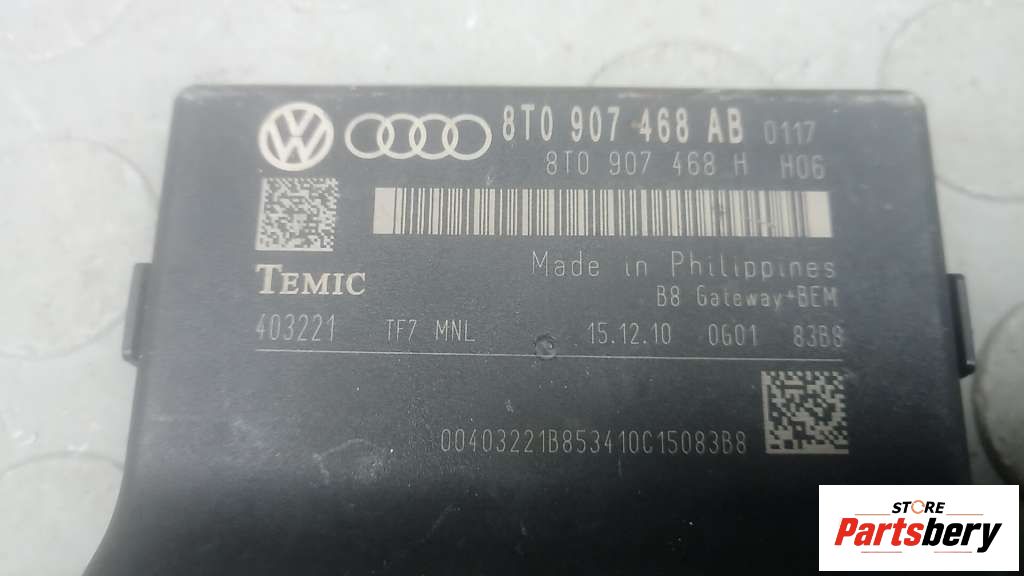 8T0 907 468 AB 0117
8T0 907 468 H H06
TEMIC
Made in Philippines
B8 Gateway+BEM
403221 TF7 MNL 15.12.10 0G01 83B8
00403221B853410C15083B8
STORE
Partsbery